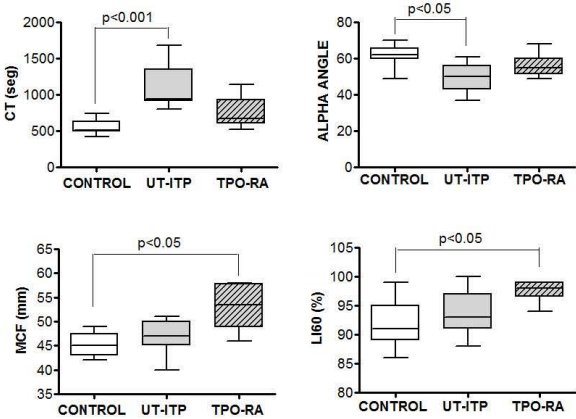 p<0.001
2000
1500
1000
500
0
CT (seg)
CONTROL UT-ITP TPO-RA
p<0.05
80
60
40
20
0
ALPHA ANGLE
CONTROL UT-ITP TPO-RA
p<0.05
65
60
55
50
45
40
35
MCF (mm)
CONTROL UT-ITP TPO-RA
p<0.05
105
100
95
90
85
80
LI60 (%)
CONTROL UT-ITP TPO-RA